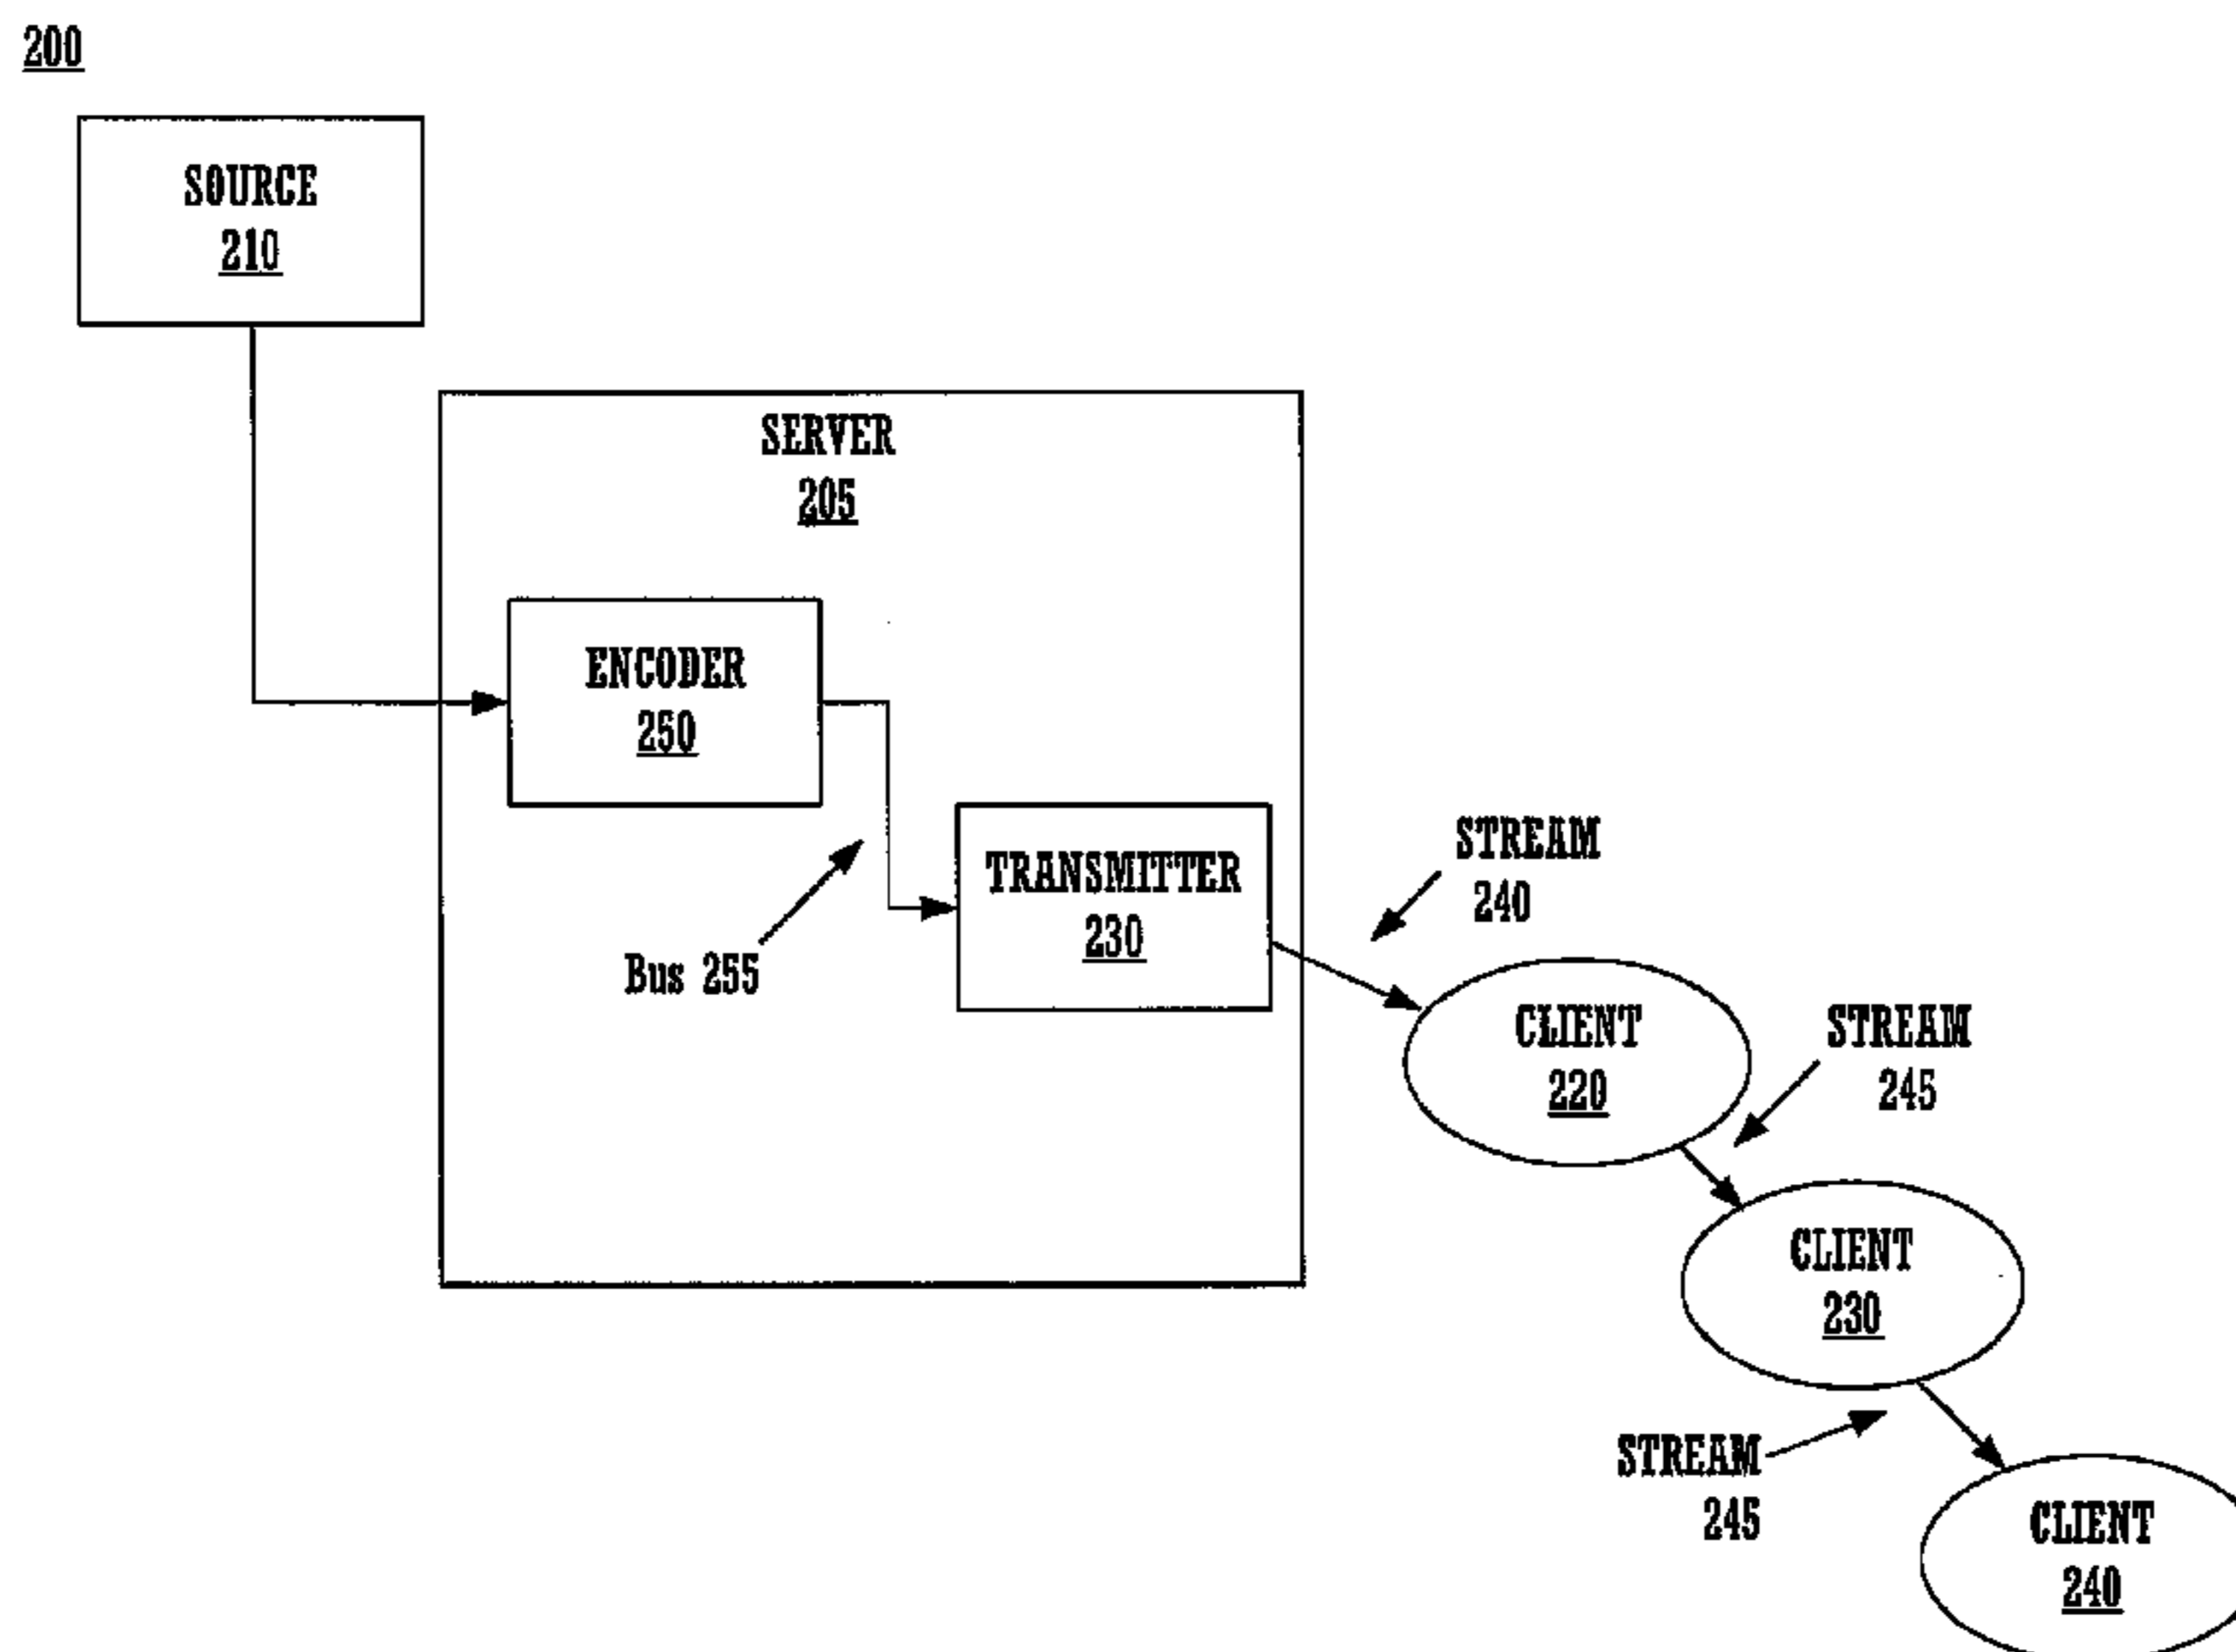 200
SOURCE
210
SERVER
205
ENCODER
250
TRANSMITTER
230
Bus 255
STREAM
240
CLIENT
220
STREAM
245
CLIENT
230
STREAM
245
CLIENT
240